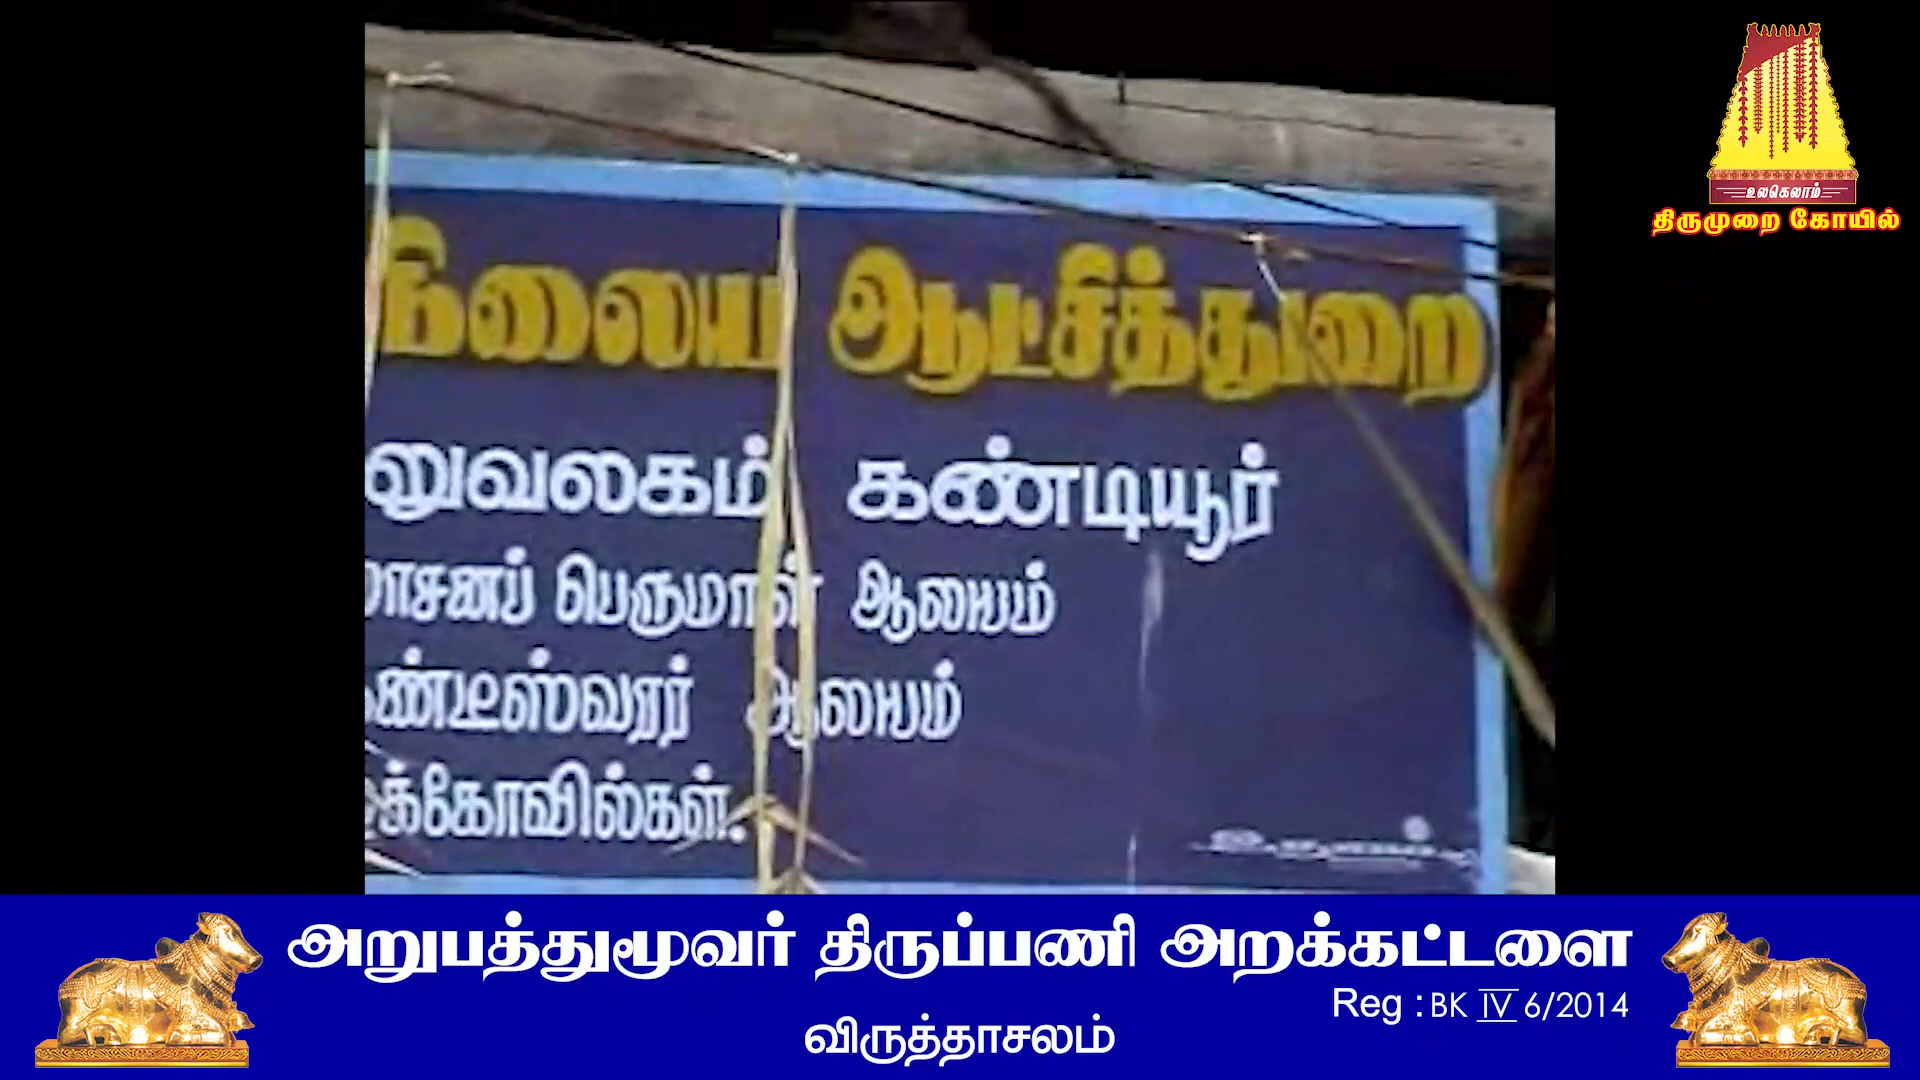 உலகெலாம்
திருமுறை கோயில்
நிலைய ஆட்சித்துறை
லுவலகம் கண்டியூர்
மாசனப் பெருமாள் ஆலயம்
கண்டீஸ்வரர் ஆலயம்
க்கோவில்கள்.
அறுபத்துமூவர் திருப்பணி அறக்கட்டளை
Reg : BK IV 6/2014
விருத்தாசலம்